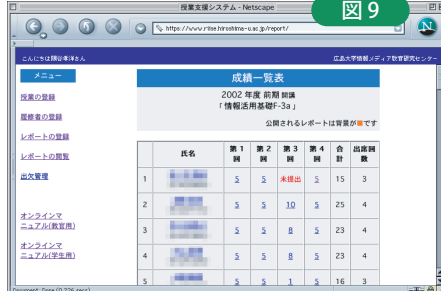 授業支援システム - Netscape
図9
https://www.riise.hiroshima-u.ac.jp/report/
こんにちは隅谷孝洋さん
広島大学情報メディア教育研究センター
メニュー
授業の登録
履修者の登録
レポートの登録
レポートの閲覧
出欠管理
オンラインマニュアル(教官用)
オンラインマニュアル(学生用)
成績一覧表
2002 年度 前期 開講
「 情報活用基礎F-3a 」
公開されるレポートは背景が■です
氏名 第1回 第2回 第3回 第4回 合計 出席回数
1 5 5 未提出 5 15 3
2 5 5 10 5 25 4
3 5 5 8 5 23 4
4 5 5 8 5 23 4
5 5 5 1 5 16 3
Document: Done (0.726 secs)